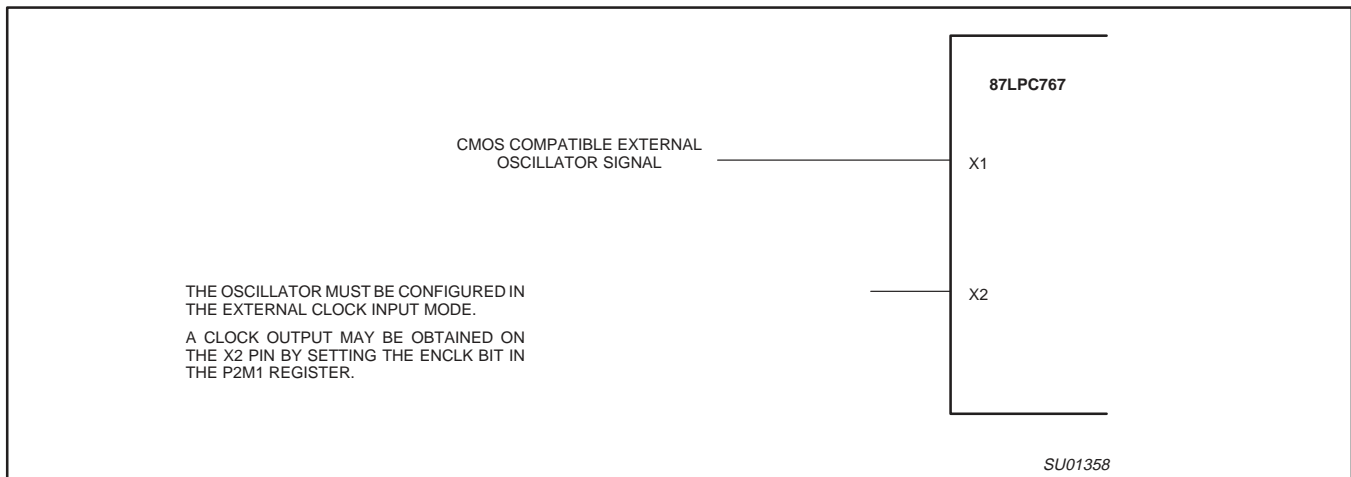 87LPC767
CMOS COMPATIBLE EXTERNAL
OSCILLATOR SIGNAL
X1
THE OSCILLATOR MUST BE CONFIGURED IN
THE EXTERNAL CLOCK INPUT MODE.
X2
A CLOCK OUTPUT MAY BE OBTAINED ON
THE X2 PIN BY SETTING THE ENCLK BIT IN
THE P2M1 REGISTER.
SU01358